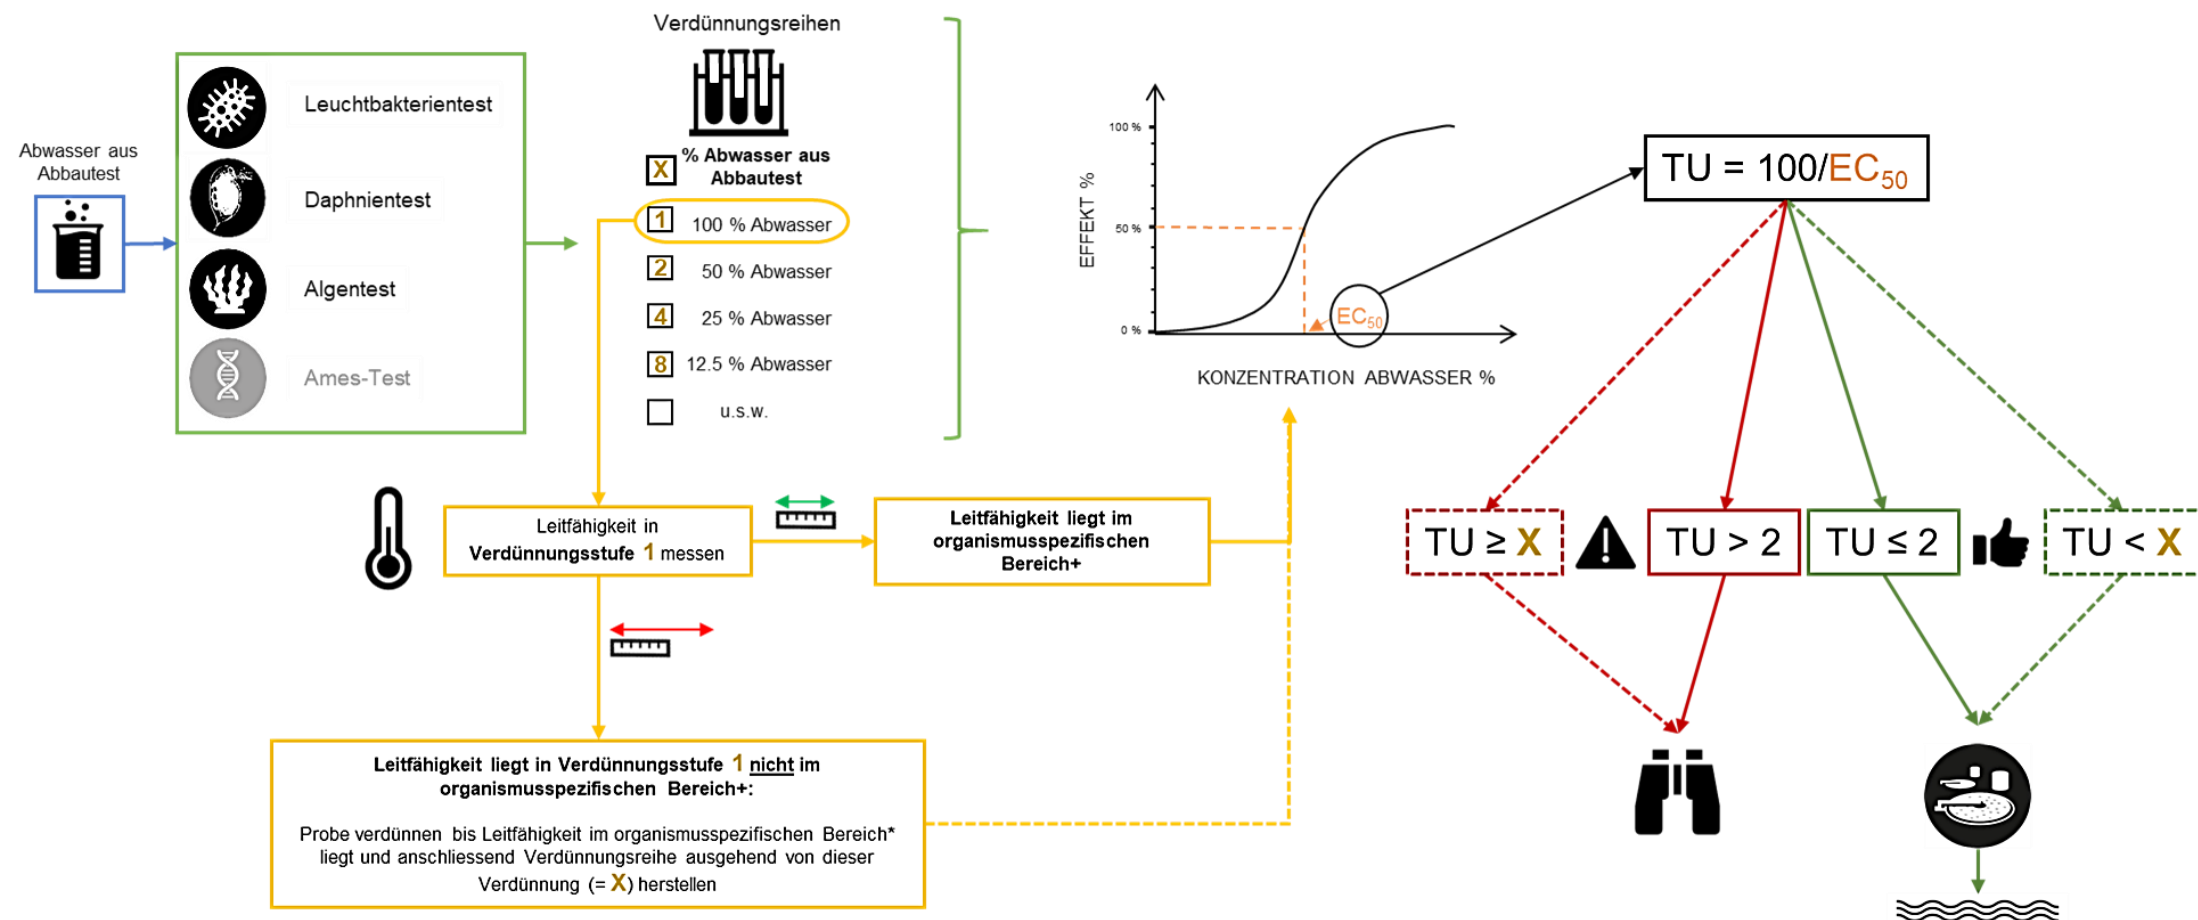 Abwasser aus
Abbautest
Leuchtbakterientest
Daphnientest
Algentest
Ames-Test
Verdünnungsreihen
X % Abwasser aus
Abbautest
1 100 % Abwasser
2 50 % Abwasser
4 25 % Abwasser
8 12.5 % Abwasser
u.s.w.
Leitfähigkeit in
Verdünnungsstufe 1 messen
Leitfähigkeit liegt im
organismusspezifischen
Bereich+
Leitfähigkeit liegt in Verdünnungsstufe 1 nicht im
organismusspezifischen Bereich+:
Probe verdünnen bis Leitfähigkeit im organismusspezifischen Bereich*
liegt und anschliessend Verdünnungsreihe ausgehend von dieser
Verdünnung (= X) herstellen
EFFEKT %
100 %
50 %
0 %
EC50
KONZENTRATION ABWASSER %
TU = 100/EC50
TU ≥ X
TU > 2
TU ≤ 2
TU < X